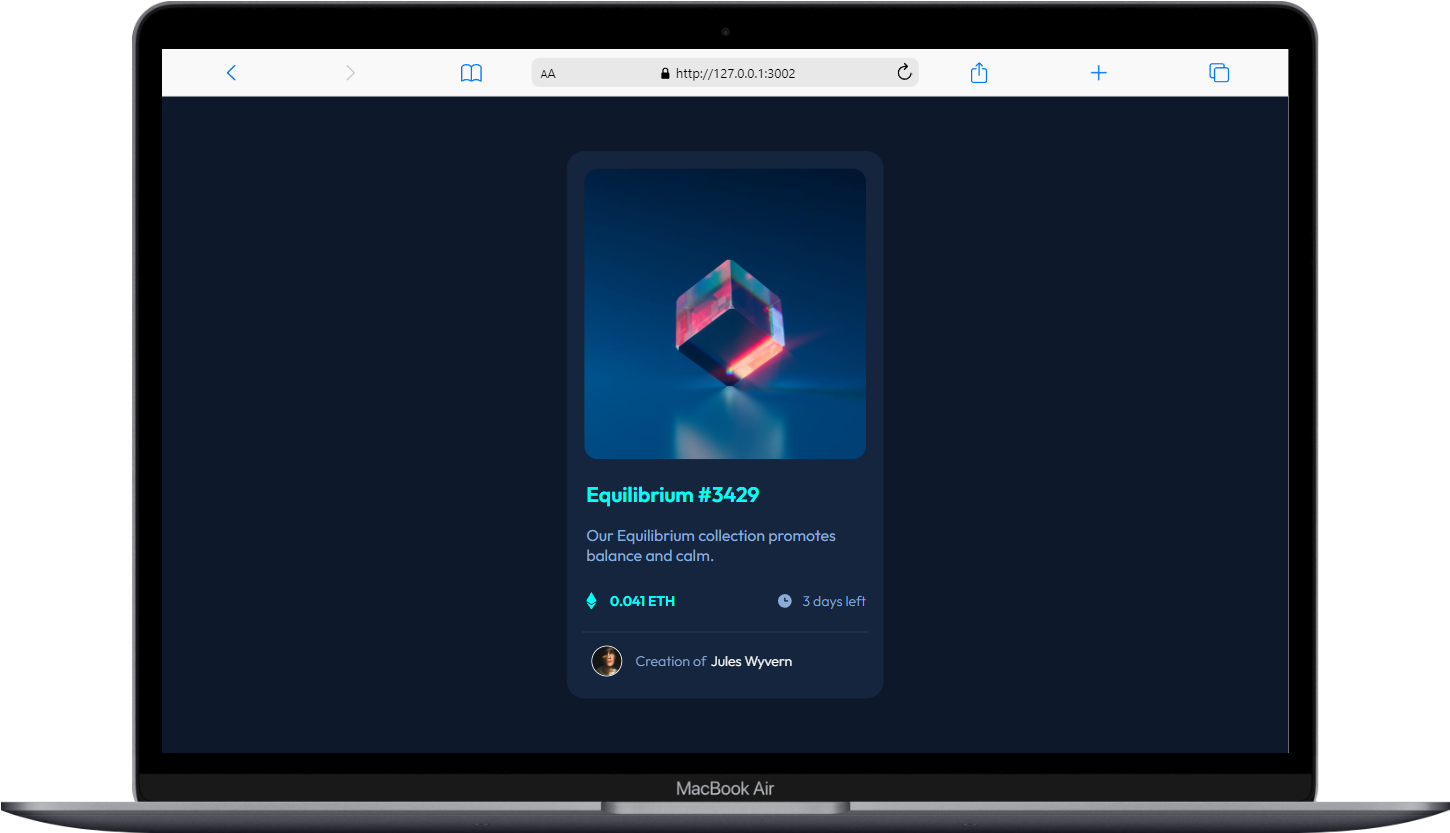 AA
http://127.0.0.1:3002
Equilibrium #3429
Our Equilibrium collection promotes
balance and calm.
0.041 ETH
3 days left
Creation of Jules Wyvern
MacBook Air